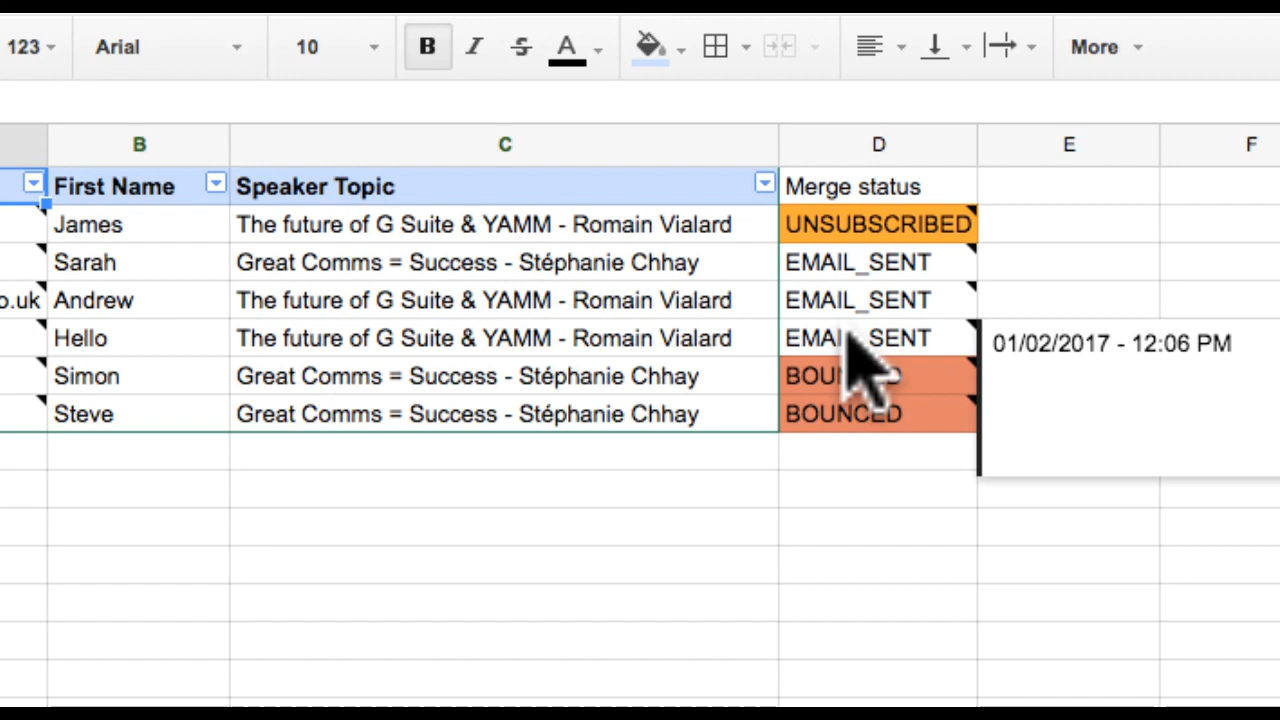 123 Arial 10 B I S A More
B C D E F
First Name Speaker Topic Merge status
James The future of G Suite & YAMM - Romain Vialard UNSUBSCRIBED
Sarah Great Comms = Success - Stéphanie Chhay EMAIL_SENT
o.uk Andrew The future of G Suite & YAMM - Romain Vialard EMAIL_SENT
Hello The future of G Suite & YAMM - Romain Vialard EMAIL_SENT 01/02/2017 - 12:06 PM
Simon Great Comms = Success - Stéphanie Chhay
Steve Great Comms = Success - Stéphanie Chhay BOUNCED